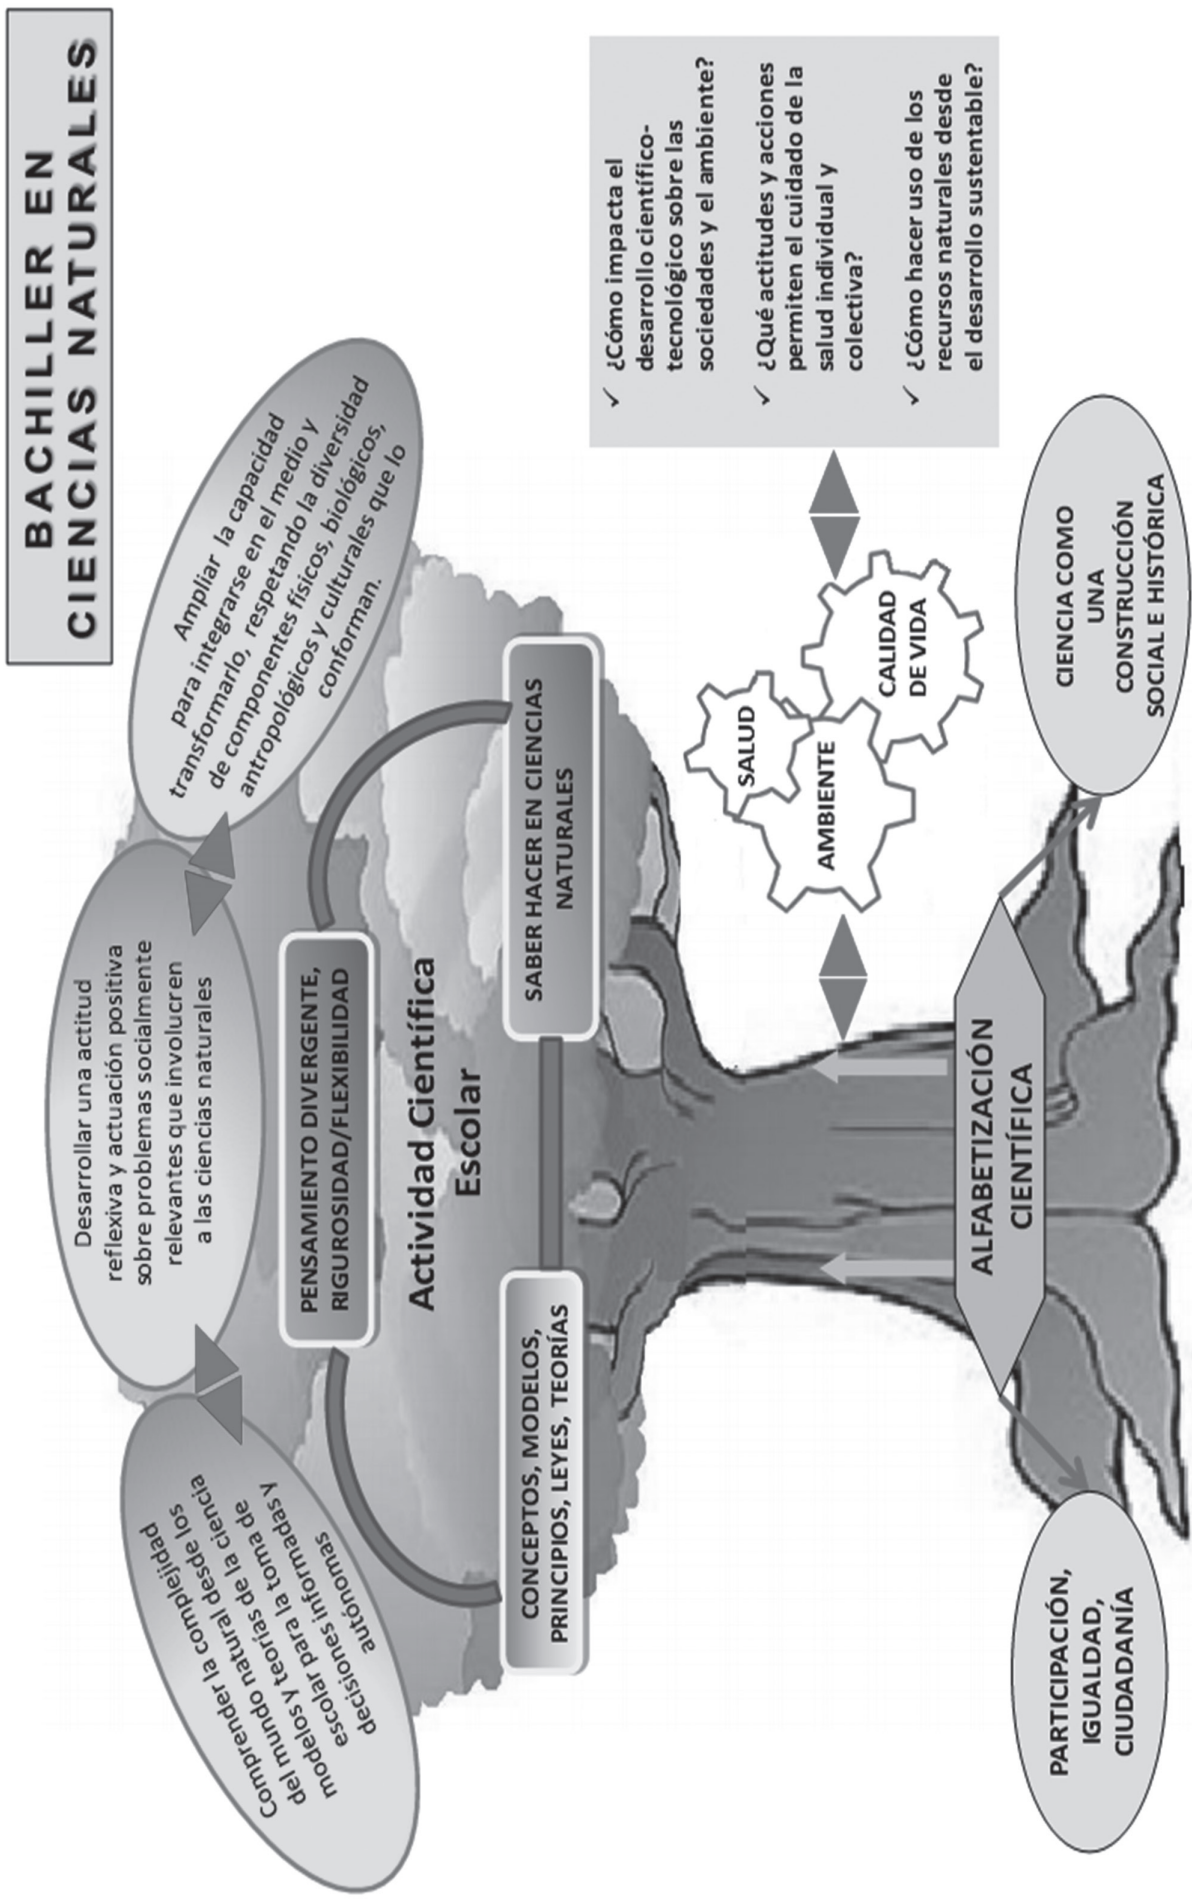 BACHILLER EN
CIENCIAS NATURALES
Comprender la complejidad
del mundo natural desde los
modelos y teorías de la ciencia
escolar para la toma de
decisiones informadas y
autónomas
Desarrollar una actitud
reflexiva y actuación positiva
sobre problemas socialmente
relevantes que involucren
a las ciencias naturales
Ampliar la capacidad
para integrarse en el medio y
transformarlo, respetando la diversidad
de componentes físicos, biológicos,
antropológicos y culturales que lo
conforman.
PENSAMIENTO DIVERGENTE,
RIGUROSIDAD/FLEXIBILIDAD
Actividad Científica
Escolar
CONCEPTOS, MODELOS,
PRINCIPIOS, LEYES, TEORÍAS
SABER HACER EN CIENCIAS
NATURALES
SALUD
AMBIENTE
CALIDAD
DE VIDA
✓ ¿Cómo impacta el
desarrollo científico-
tecnológico sobre las
sociedades y el ambiente?
✓ ¿Qué actitudes y acciones
permiten el cuidado de la
salud individual y
colectiva?
✓ ¿Cómo hacer uso de los
recursos naturales desde
el desarrollo sustentable?
ALFABETIZACIÓN
CIENTÍFICA
PARTICIPACIÓN,
IGUALDAD,
CIUDADANÍA
CIENCIA COMO
UNA
CONSTRUCCIÓN
SOCIAL E HISTÓRICA